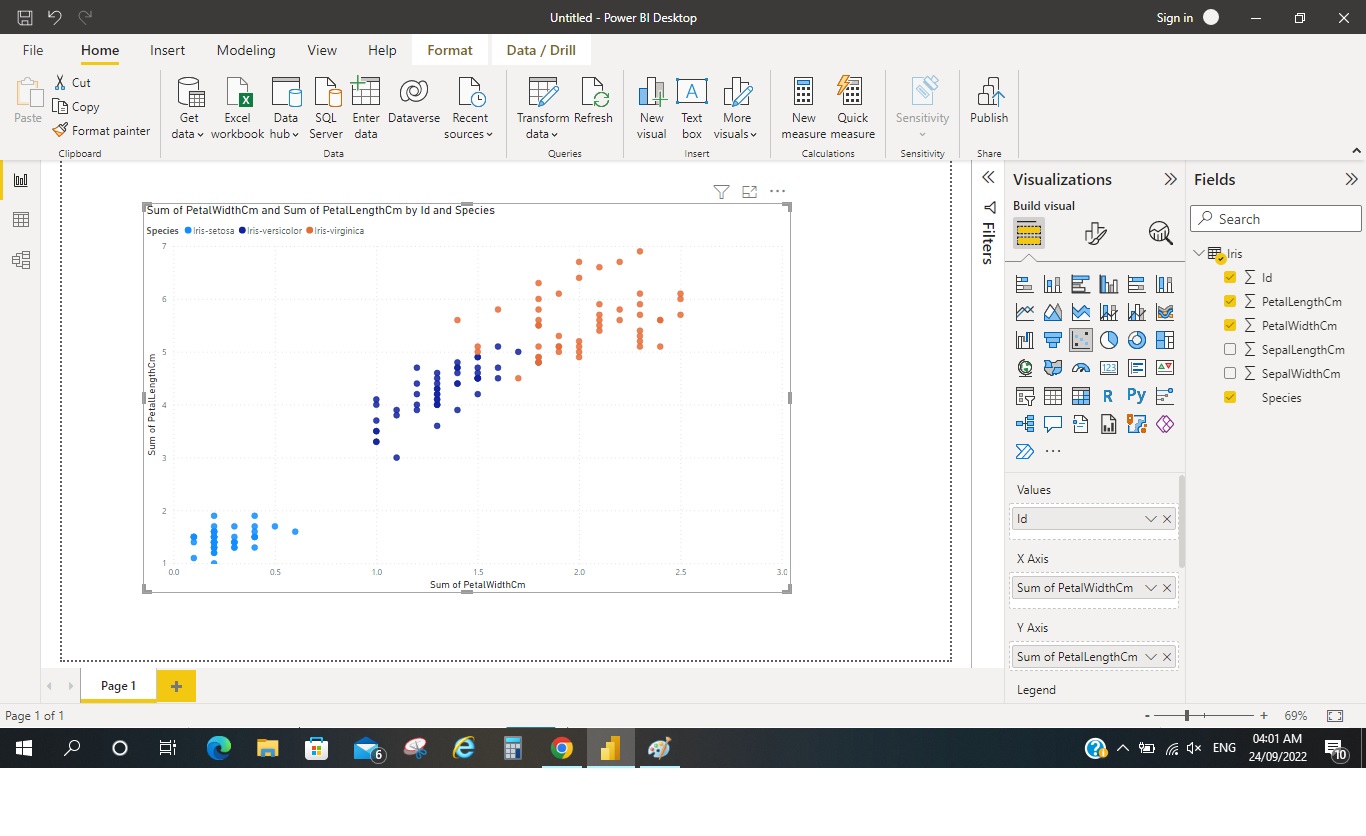 Untitled - Power BI Desktop
Sign in
File Home Insert Modeling View Help Format Data / Drill
Paste
Cut
Copy
Format painter
Clipboard
Get data
Excel workbook
Data hub
SQL Server
Enter data
Dataverse
Recent sources
Data
Transform data
Refresh
Queries
New visual
Text box
More visuals
Insert
New measure
Quick measure
Calculations
Sensitivity
Sensitivity
Publish
Share
Sum of PetalWidthCm and Sum of PetalLengthCm by Id and Species
Species Iris-setosa Iris-versicolor Iris-virginica
Sum of PetalLengthCm
7
6
5
4
3
2
1
0.0 0.5 1.0 1.5 2.0 2.5 3.0
Sum of PetalWidthCm
Filters
Visualizations
Build visual
123
R
Py
Values
Id
X Axis
Sum of PetalWidthCm
Y Axis
Sum of PetalLengthCm
Legend
Fields
Search
Iris
Id
PetalLengthCm
PetalWidthCm
SepalLengthCm
SepalWidthCm
Species
Page 1
Page 1 of 1
- + 69%
6
ENG
04:01 AM
24/09/2022
10